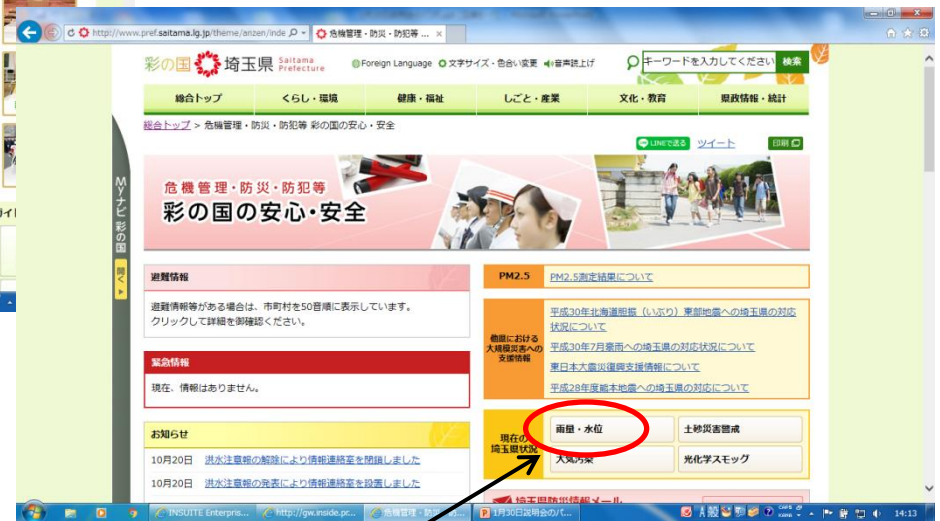 http://www.pref.saitama.lg.jp/theme/anzen/inde
危機管理・防災・防犯等 ...
彩の国 埼玉県 Saitama Prefecture
Foreign Language 文字サイズ・色合い変更 音声読上げ
キーワードを入力してください 検索
総合トップ くらし・環境 健康・福祉 しごと・産業 文化・教育 県政情報・統計
総合トップ > 危機管理・防災・防犯等 彩の国の安心・安全
LINEで送る ツイート 印刷
Myナビ 彩の国 開く
危機管理・防災・防犯等
彩の国の安心・安全
避難情報
避難情報等がある場合は、市町村を50音順に表示しています。
クリックして詳細を御確認ください。
緊急情報
現在、情報はありません。
お知らせ
10月20日 洪水注意報の解除により情報連絡室を閉鎖しました
10月20日 洪水注意報の発表により情報連絡室を設置しました
PM2.5 PM2.5測定結果について
他県における
大規模災害への
支援情報
平成30年北海道胆振（いぶり）東部地震への埼玉県の対応
状況について
平成30年7月豪雨への埼玉県の対応状況について
東日本大震災復興支援情報について
平成28年度熊本地震への埼玉県の対応について
現在の
埼玉県状況
雨量・水位 土砂災害警戒
大気汚染 光化学スモッグ
埼玉県防災情報メール
INSUITE Enterpris... http://gw.inside.pr... 危機管理・防災・防... 1月30日説明会のパ...
A 般
CAPS
KANA
14:13